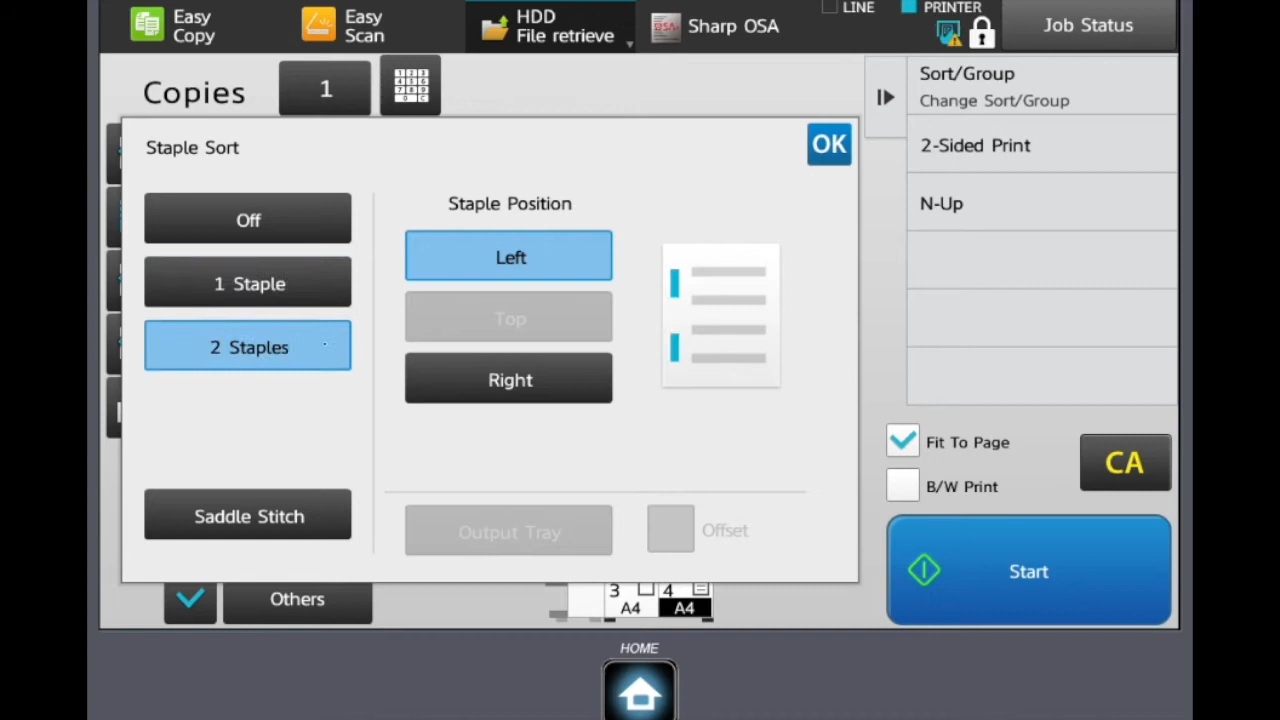 Easy
Copy
Easy
Scan
HDD
File retrieve
OSA
Sharp OSA
LINE
PRINTER
Job Status
Copies
1
Sort/Group
Change Sort/Group
2-Sided Print
N-Up
Staple Sort
OK
Off
1 Staple
2 Staples
Saddle Stitch
Staple Position
Left
Top
Right
Output Tray
Offset
Fit To Page
B/W Print
CA
Start
Others
3
A4
4
A4
HOME